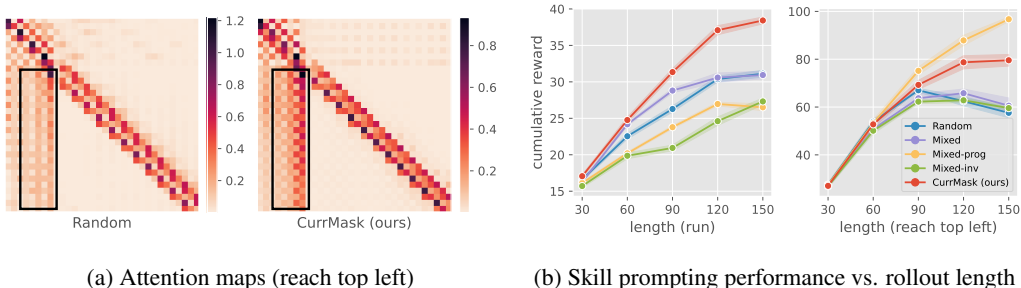 1.2
1.0
0.8
0.6
0.4
0.2
Random
0.8
0.6
0.4
0.2
CurrMask (ours)
(a) Attention maps (reach top left)
cumulative reward
40
35
30
25
20
15
30 60 90 120 150
length (run)
100
80
60
40
30 60 90 120 150
length (reach top left)
Random
Mixed
Mixed-prog
Mixed-inv
CurrMask (ours)
(b) Skill prompting performance vs. rollout length